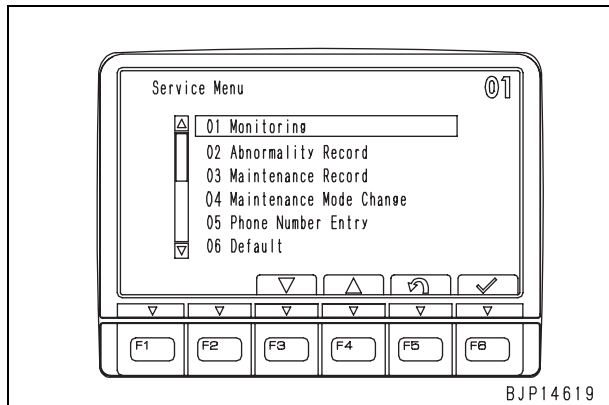 Service Menu 01
01 Monitoring
02 Abnormality Record
03 Maintenance Record
04 Maintenance Mode Change
05 Phone Number Entry
06 Default
F1 F2 F3 F4 F5 F6
BJP14619